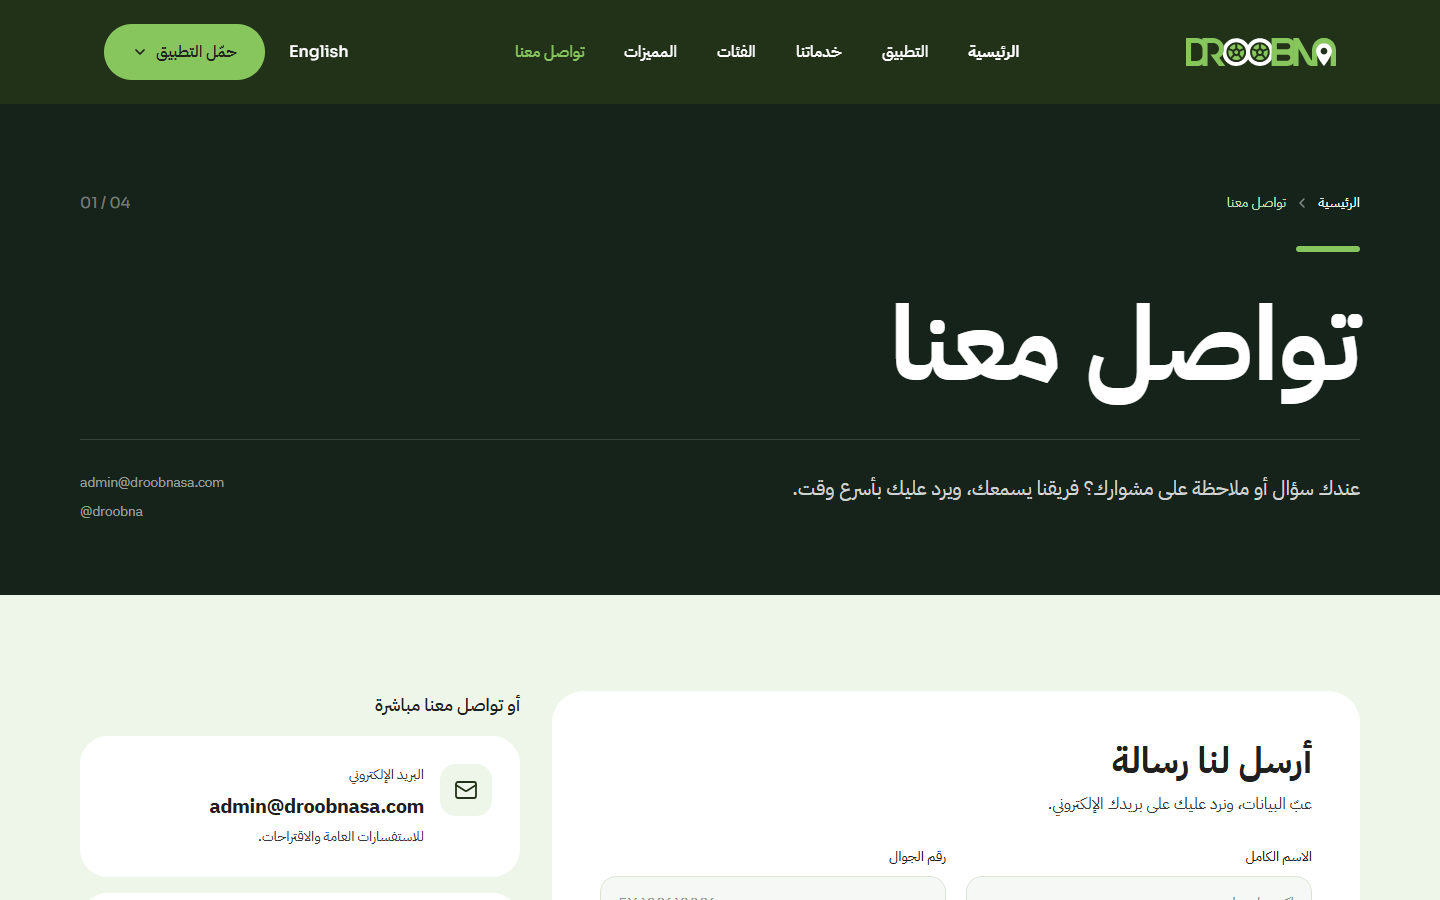 DROOBNA
الرئيسية
التطبيق
خدماتنا
الفئات
المميزات
تواصل معنا
English
حمّل التطبيق
الرئيسية
تواصل معنا
01 / 04
تواصل معنا
عندك سؤال أو ملاحظة على مشوارك؟ فريقنا يسمعك، ويرد عليك بأسرع وقت.
admin@droobnasa.com
@droobna
أرسل لنا رسالة
عبّ البيانات، ونرد عليك على بريدك الإلكتروني.
الاسم الكامل
رقم الجوال
أو تواصل معنا مباشرة
البريد الإلكتروني
admin@droobnasa.com
للاستفسارات العامة والاقتراحات.